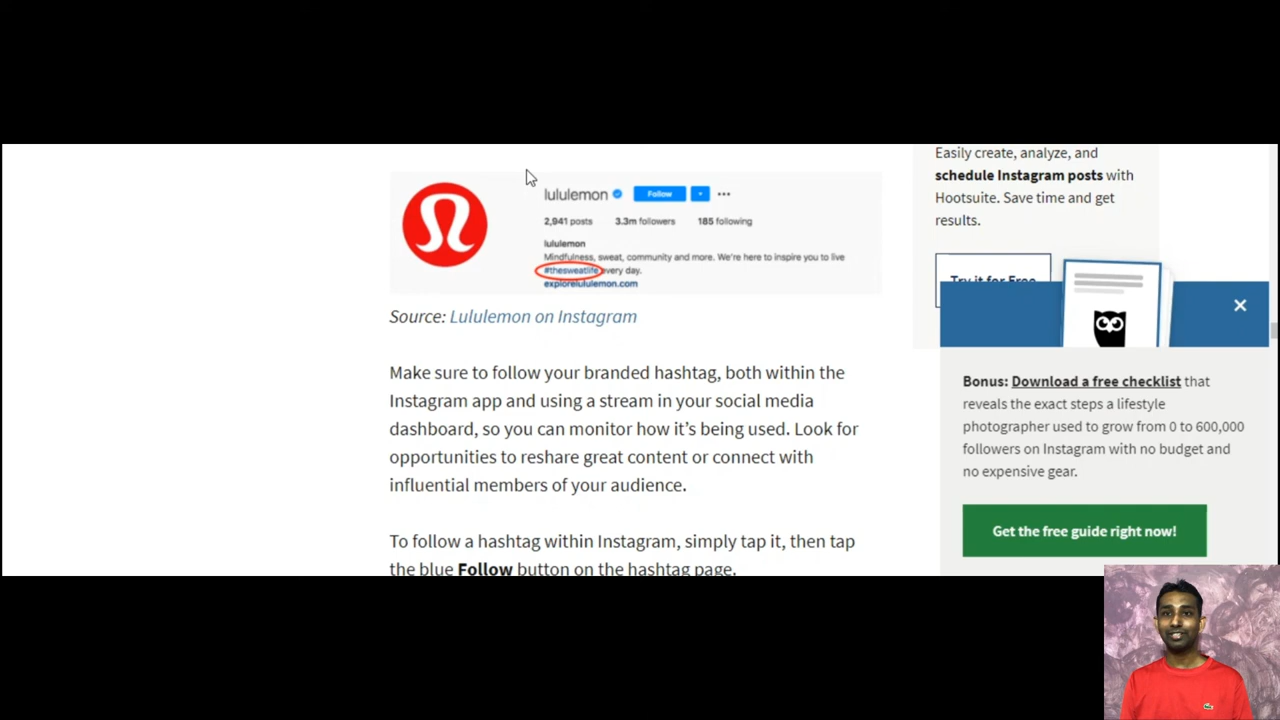 lululemon Follow
2,941 posts 3.3m followers 185 following
lululemon
Mindfulness, sweat, community and more. We're here to inspire you to live
#thesweatlife every day.
explorelululemon.com
Source: Lululemon on Instagram
Make sure to follow your branded hashtag, both within the
Instagram app and using a stream in your social media
dashboard, so you can monitor how it's being used. Look for
opportunities to reshare great content or connect with
influential members of your audience.
To follow a hashtag within Instagram, simply tap it, then tap
the blue Follow button on the hashtag page.
Easily create, analyze, and
schedule Instagram posts with
Hootsuite. Save time and get
results.
Try it for Free
Bonus: Download a free checklist that
reveals the exact steps a lifestyle
photographer used to grow from 0 to 600,000
followers on Instagram with no budget and
no expensive gear.
Get the free guide right now!